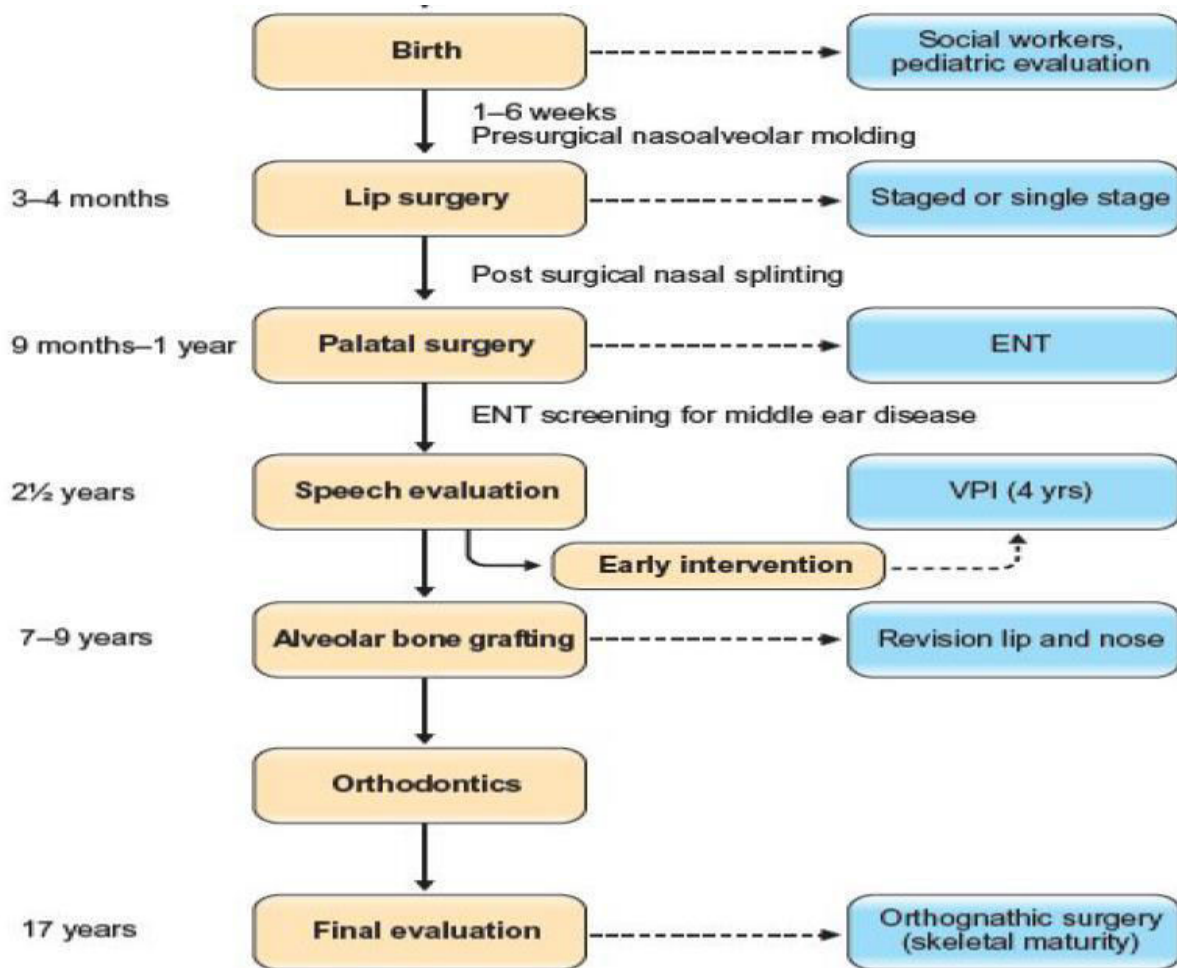 Birth
Social workers,
pediatric evaluation
1–6 weeks
Presurgical nasoalveolar molding
3–4 months
Lip surgery
Staged or single stage
Post surgical nasal splinting
9 months–1 year
Palatal surgery
ENT
ENT screening for middle ear disease
2½ years
Speech evaluation
VPI (4 yrs)
Early intervention
7–9 years
Alveolar bone grafting
Revision lip and nose
Orthodontics
17 years
Final evaluation
Orthognathic surgery
(skeletal maturity)